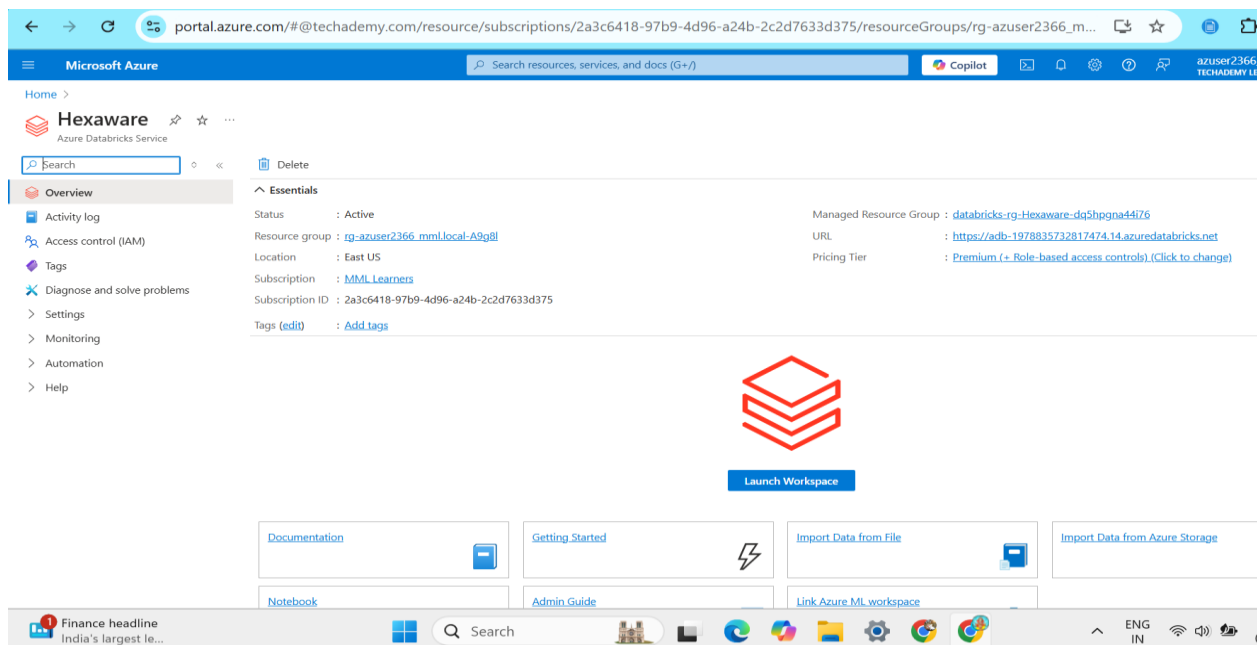 portal.azure.com/#@techademy.com/resource/subscriptions/2a3c6418-97b9-4d96-a24b-2c2d7633d375/resourceGroups/rg-azuser2366_m...
Microsoft Azure
Search resources, services, and docs (G+/)
Copilot
azuser2366
TECHADEMY LE
Home >
Hexaware
Azure Databricks Service
Search
Delete
Overview
Activity log
Access control (IAM)
Tags
Diagnose and solve problems
Settings
Monitoring
Automation
Help
Essentials
Status : Active
Resource group : rg-azuser2366_mml.local-A9g8l
Location : East US
Subscription : MML Learners
Subscription ID : 2a3c6418-97b9-4d96-a24b-2c2d7633d375
Tags (edit) : Add tags
Managed Resource Group : databricks-rg-Hexaware-dq5hpgna44i76
URL : https://adb-1978835732817474.14.azuredatabricks.net
Pricing Tier : Premium (+ Role-based access controls) (Click to change)
Launch Workspace
Documentation
Getting Started
Import Data from File
Import Data from Azure Storage
Notebook
Admin Guide
Link Azure ML workspace
1
Finance headline
India's largest le...
Search
ENG
IN